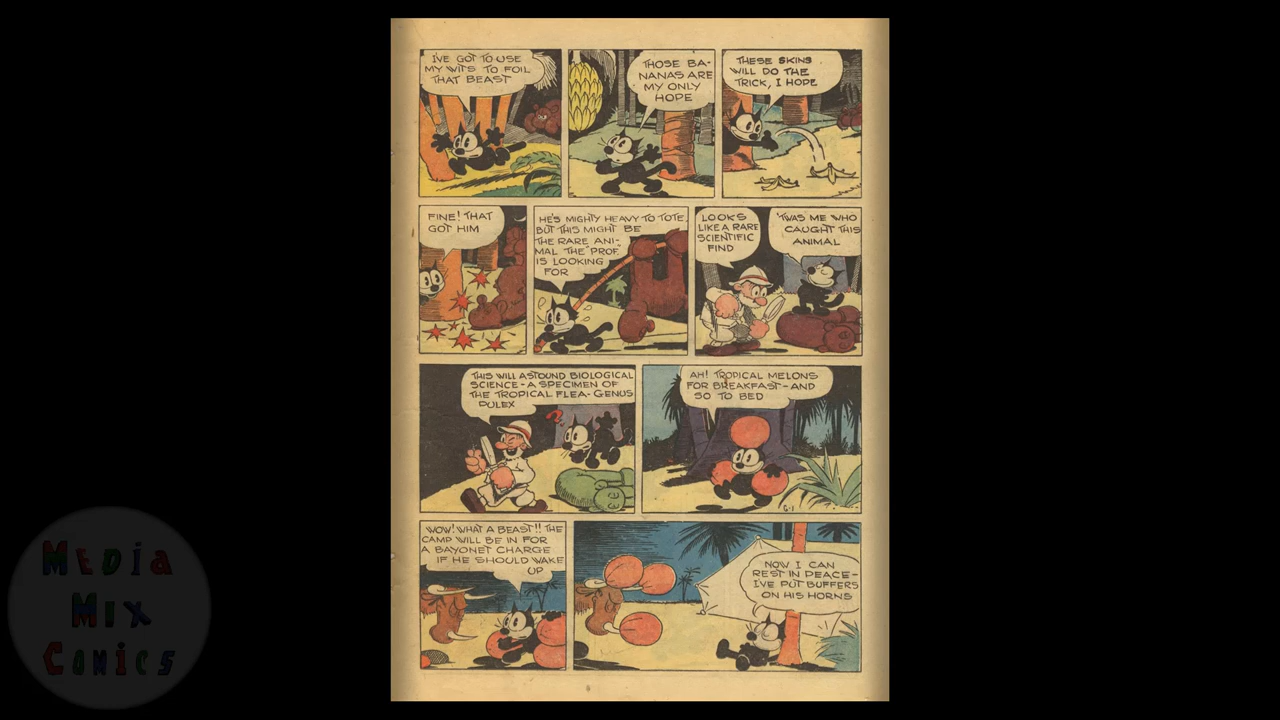 I'VE GOT TO USE
MY WITS TO FOIL
THAT BEAST
THOSE BA-
NANAS ARE
MY ONLY
HOPE
THESE SKINS
WILL DO THE
TRICK, I HOPE
FINE! THAT
GOT HIM
HE'S MIGHTY HEAVY TO TOTE.
BUT THIS MIGHT BE
THE RARE ANI-
MAL THE "PROF."
IS LOOKING
FOR
LOOKS
LIKE A RARE
SCIENTIFIC
FIND
'TWAS ME WHO
CAUGHT THIS
ANIMAL
THIS WILL ASTOUND BIOLOGICAL
SCIENCE - A SPECIMEN OF
THE TROPICAL FLEA - GENUS
PULEX
?
AH! TROPICAL MELONS
FOR BREAKFAST - AND
SO TO BED
6-1
WOW! WHAT A BEAST!! THE
CAMP WILL BE IN FOR
A BAYONET CHARGE
IF HE SHOULD WAKE
UP
NOW I CAN
REST IN PEACE -
I'VE PUT BUFFERS
ON HIS HORNS
MEDIA
MIX
COMICS